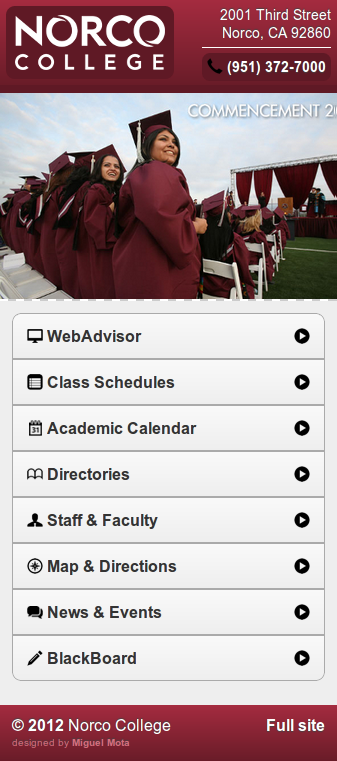 NORCO
COLLEGE
2001 Third Street
Norco, CA 92860
(951) 372-7000
COMMENCEMENT 20
WebAdvisor
Class Schedules
31
Academic Calendar
Directories
Staff & Faculty
Map & Directions
News & Events
BlackBoard
© 2012 Norco College
Full site
designed by Miguel Mota